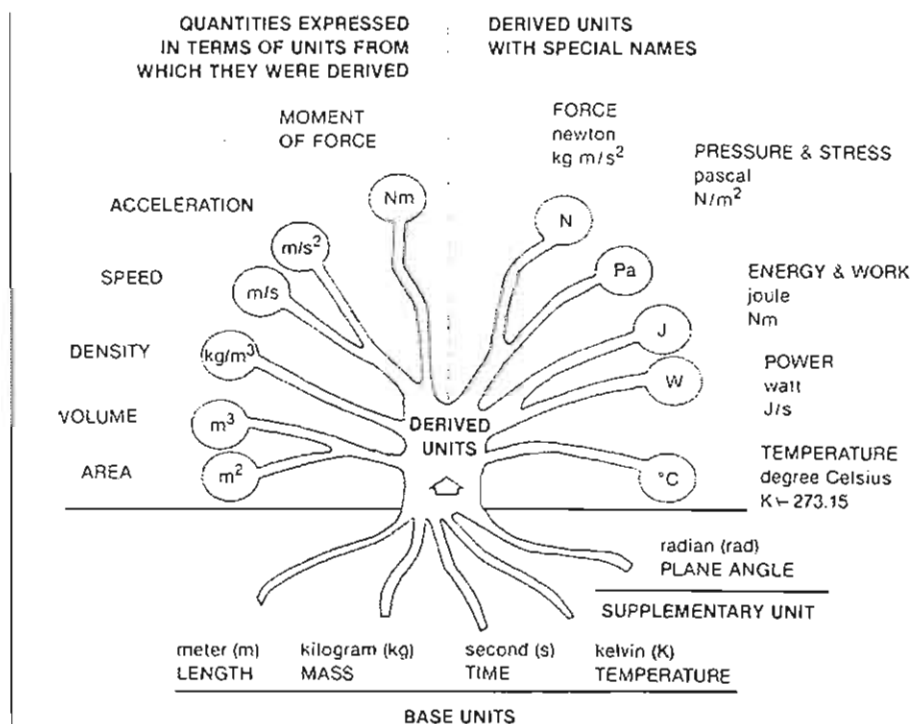 QUANTITIES EXPRESSED
IN TERMS OF UNITS FROM
WHICH THEY WERE DERIVED
DERIVED UNITS
WITH SPECIAL NAMES
MOMENT
OF FORCE
Nm
ACCELERATION
m/s²
SPEED
m/s
DENSITY
kg/m³
VOLUME
m³
AREA
m²
FORCE
newton
kg m/s²
N
PRESSURE & STRESS
pascal
N/m²
Pa
ENERGY & WORK
joule
Nm
J
POWER
watt
J/s
W
TEMPERATURE
degree Celsius
K – 273.15
°C
DERIVED
UNITS
radian (rad)
PLANE ANGLE
SUPPLEMENTARY UNIT
meter (m)
LENGTH
kilogram (kg)
MASS
second (s)
TIME
kelvin (K)
TEMPERATURE
BASE UNITS